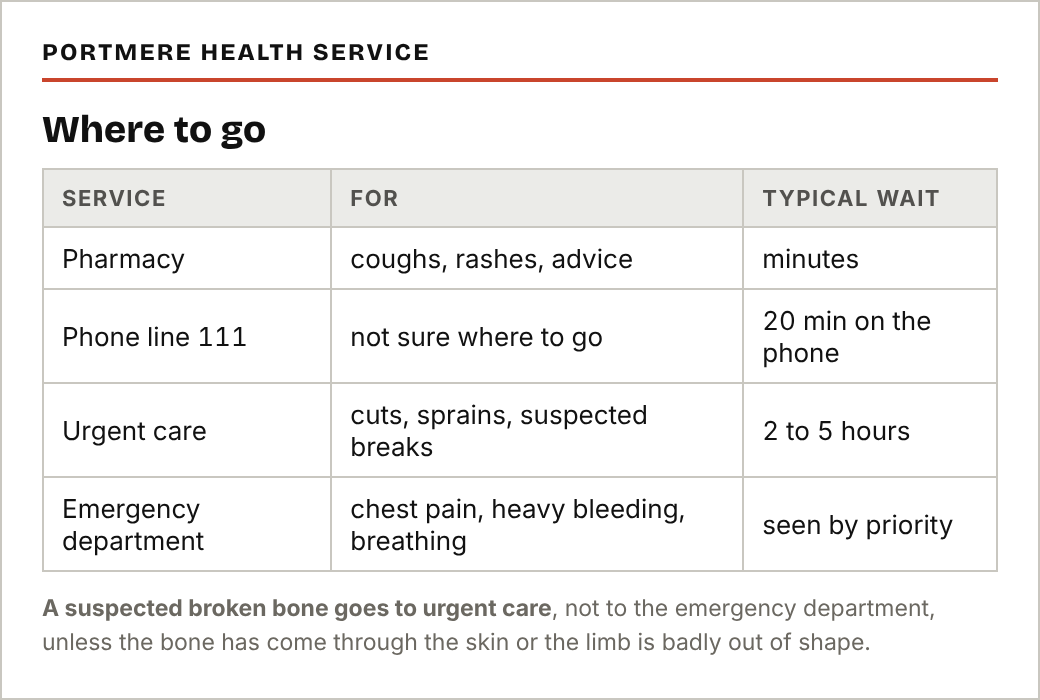 PORTMERE HEALTH SERVICE
Where to go
SERVICE FOR TYPICAL WAIT
Pharmacy coughs, rashes, advice minutes
Phone line 111 not sure where to go 20 min on the
phone
Urgent care cuts, sprains, suspected
breaks 2 to 5 hours
Emergency
department chest pain, heavy bleeding,
breathing seen by priority
A suspected broken bone goes to urgent care, not to the emergency department,
unless the bone has come through the skin or the limb is badly out of shape.